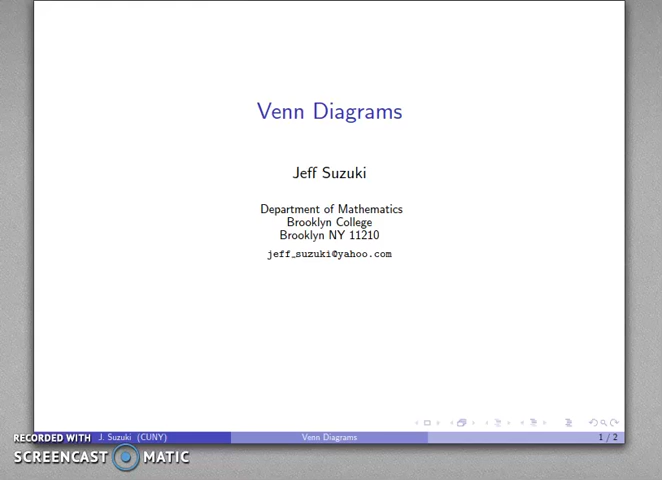 Venn Diagrams
Jeff Suzuki
Department of Mathematics
Brooklyn College
Brooklyn NY 11210
jeff_suzuki@yahoo.com
RECORDED WITH
J. Suzuki (CUNY)
Venn Diagrams
1 / 2
SCREENCAST MATIC